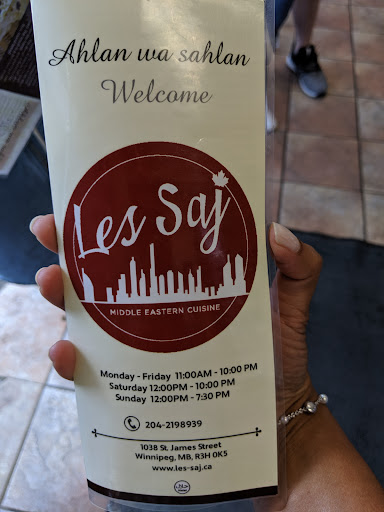 Ahlan wa sahlan
Welcome
Les Saj
MIDDLE EASTERN CUISINE
Monday - Friday 11:00AM - 10:00 PM
Saturday 12:00PM - 10:00 PM
Sunday 12:00PM - 7:30 PM
204-2198939
1038 St. James Street
Winnipeg, MB, R3H 0K5
www.les-saj.ca
حلال